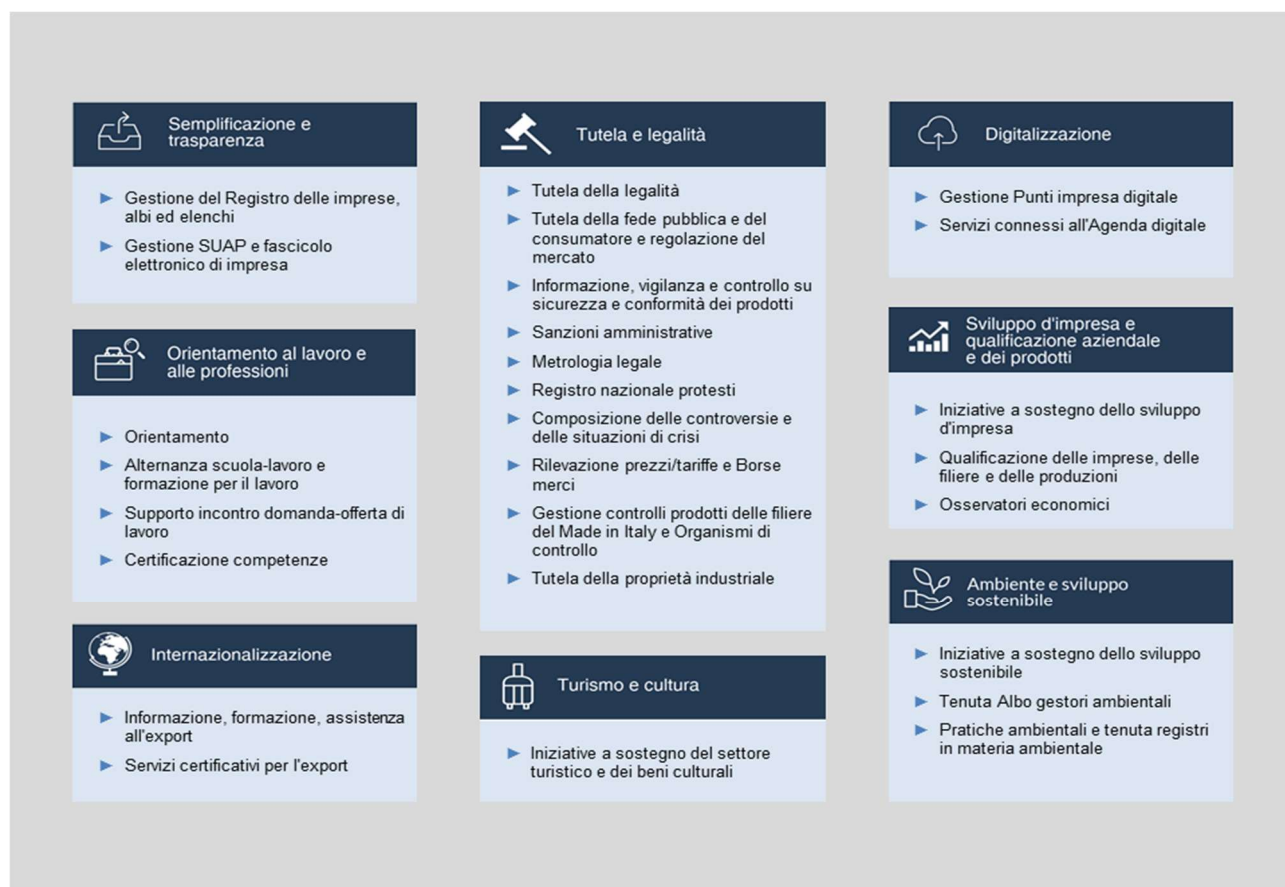 Semplificazione e
trasparenza
Gestione del Registro delle imprese,
albi ed elenchi
Gestione SUAP e fascicolo
elettronico di impresa
Orientamento al lavoro e
alle professioni
Orientamento
Alternanza scuola-lavoro e
formazione per il lavoro
Supporto incontro domanda-offerta di
lavoro
Certificazione competenze
Internazionalizzazione
Informazione, formazione, assistenza
all'export
Servizi certificativi per l'export
Tutela e legalità
Tutela della legalità
Tutela della fede pubblica e del
consumatore e regolazione del
mercato
Informazione, vigilanza e controllo su
sicurezza e conformità dei prodotti
Sanzioni amministrative
Metrologia legale
Registro nazionale protesti
Composizione delle controversie e
delle situazioni di crisi
Rilevazione prezzi/tariffe e Borse
merci
Gestione controlli prodotti delle filiere
del Made in Italy e Organismi di
controllo
Tutela della proprietà industriale
Turismo e cultura
Iniziative a sostegno del settore
turistico e dei beni culturali
Digitalizzazione
Gestione Punti impresa digitale
Servizi connessi all'Agenda digitale
Sviluppo d'impresa e
qualificazione aziendale
e dei prodotti
Iniziative a sostegno dello sviluppo
d'impresa
Qualificazione delle imprese, delle
filiere e delle produzioni
Osservatori economici
Ambiente e sviluppo
sostenibile
Iniziative a sostegno dello sviluppo
sostenibile
Tenuta Albo gestori ambientali
Pratiche ambientali e tenuta registri
in materia ambientale